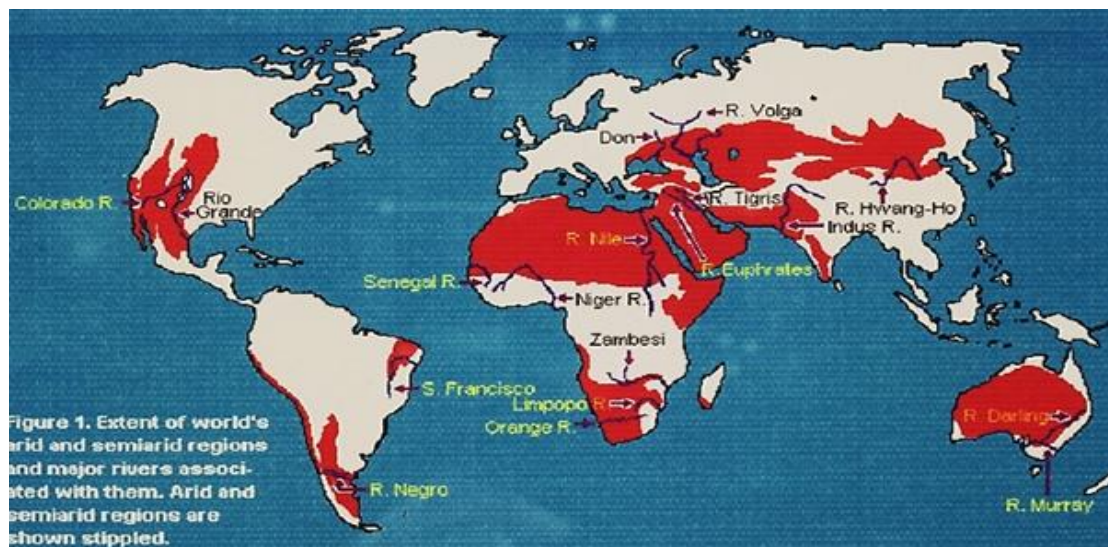 R. Volga
Don
Colorado R.
Rio
Grande
R. Tigris
R. Hwang-Ho
Indus R.
R. Nile
R. Euphrates
Senegal R.
Niger R.
Zambesi
S. Francisco
Limpopo R
Orange R.
R. Darling
R. Negro
R. Murray
Figure 1. Extent of world's
arid and semiarid regions
and major rivers associ-
ated with them. Arid and
semiarid regions are
shown stippled.